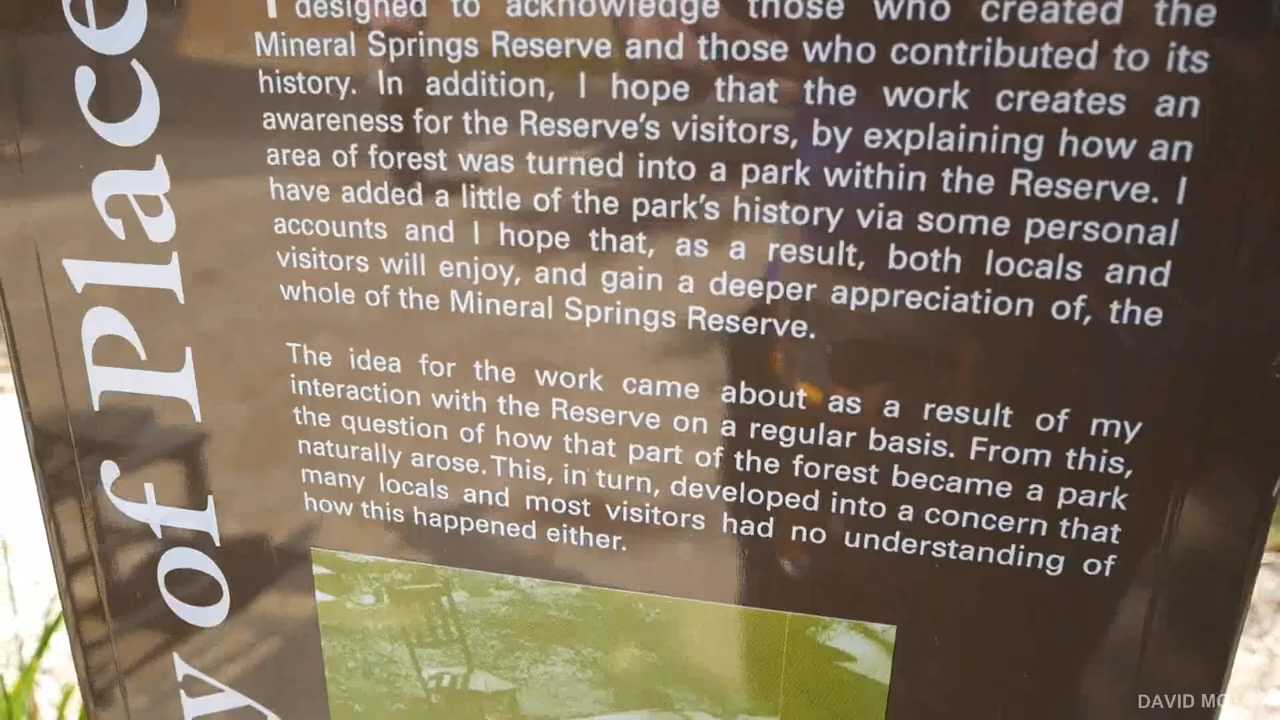 designed to acknowledge those who created the
Mineral Springs Reserve and those who contributed to its
history. In addition, I hope that the work creates an
awareness for the Reserve's visitors, by explaining how an
area of forest was turned into a park within the Reserve. I
have added a little of the park's history via some personal
accounts and I hope that, as a result, both locals and
visitors will enjoy, and gain a deeper appreciation of, the
whole of the Mineral Springs Reserve.
The idea for the work came about as a result of my
interaction with the Reserve on a regular basis. From this,
the question of how that part of the forest became a park
naturally arose. This, in turn, developed into a concern that
many locals and most visitors had no understanding of
how this happened either.
y of Place
DAVID